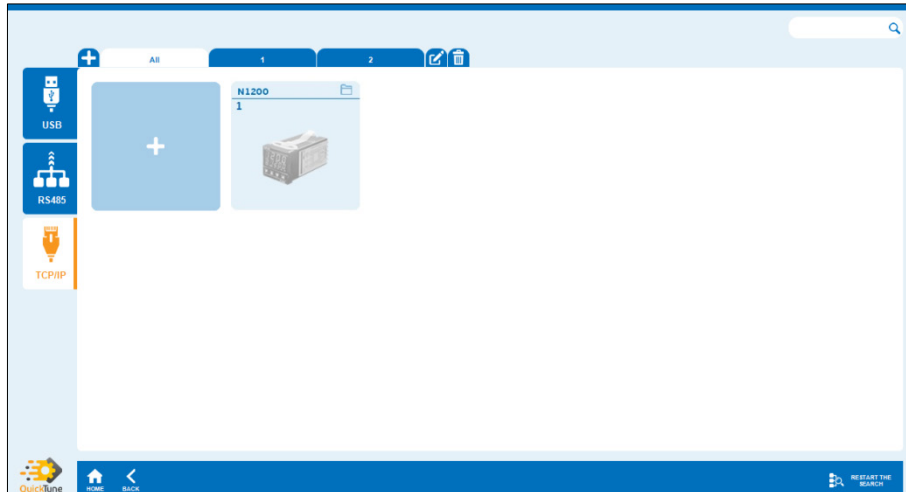 All
1
2
USB
N1200
1
RS485
TCP/IP
QuickTune
HOME
BACK
RESTART THE
SEARCH